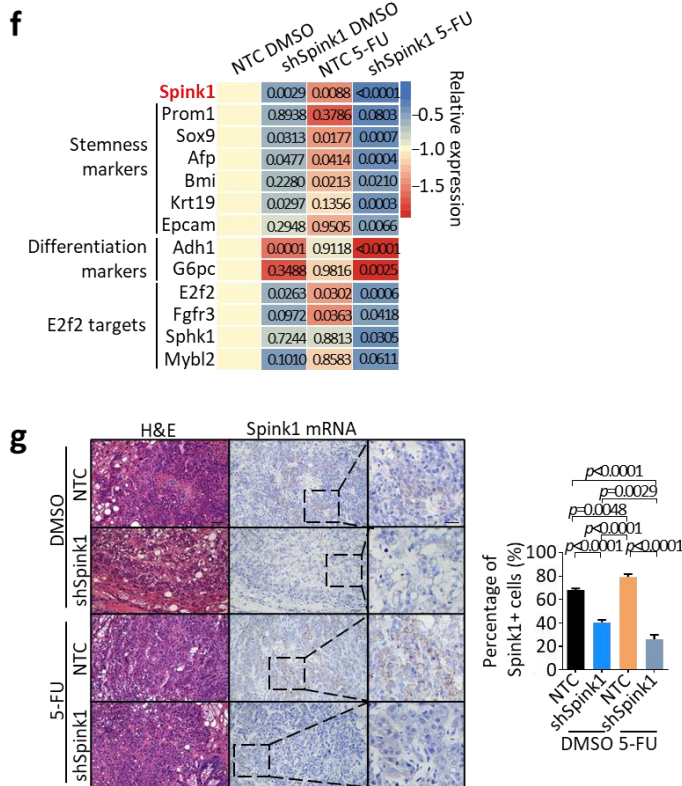 f
NTC DMSO
shSpink1 DMSO
NTC 5-FU
shSpink1 5-FU
Spink1 0.0029 0.0088 <0.0001
Prom1 0.8938 0.3786 0.0803
Sox9 0.0313 0.0177 0.0007
Afp 0.0477 0.0414 0.0004
Bmi 0.2280 0.0213 0.0210
Krt19 0.0297 0.1356 0.0003
Epcam 0.2948 0.9505 0.0066
Adh1 0.0001 0.9118 <0.0001
G6pc 0.3488 0.9816 0.0025
E2f2 0.0263 0.0302 0.0006
Fgfr3 0.0972 0.0363 0.0418
Sphk1 0.7244 0.8813 0.0305
Mybl2 0.1010 0.8583 0.0611
Stemness
markers
Differentiation
markers
E2f2 targets
−0.5
−1.0
−1.5
Relative expression
g
H&E Spink1 mRNA
DMSO
NTC
shSpink1
5-FU
NTC
shSpink1
p<0.0001
p=0.0029
p=0.0048
p<0.0001
p<0.0001 p<0.0001
Percentage of
Spink1+ cells (%)
100
80
60
40
20
0
NTC
shSpink1
NTC
shSpink1
DMSO 5-FU